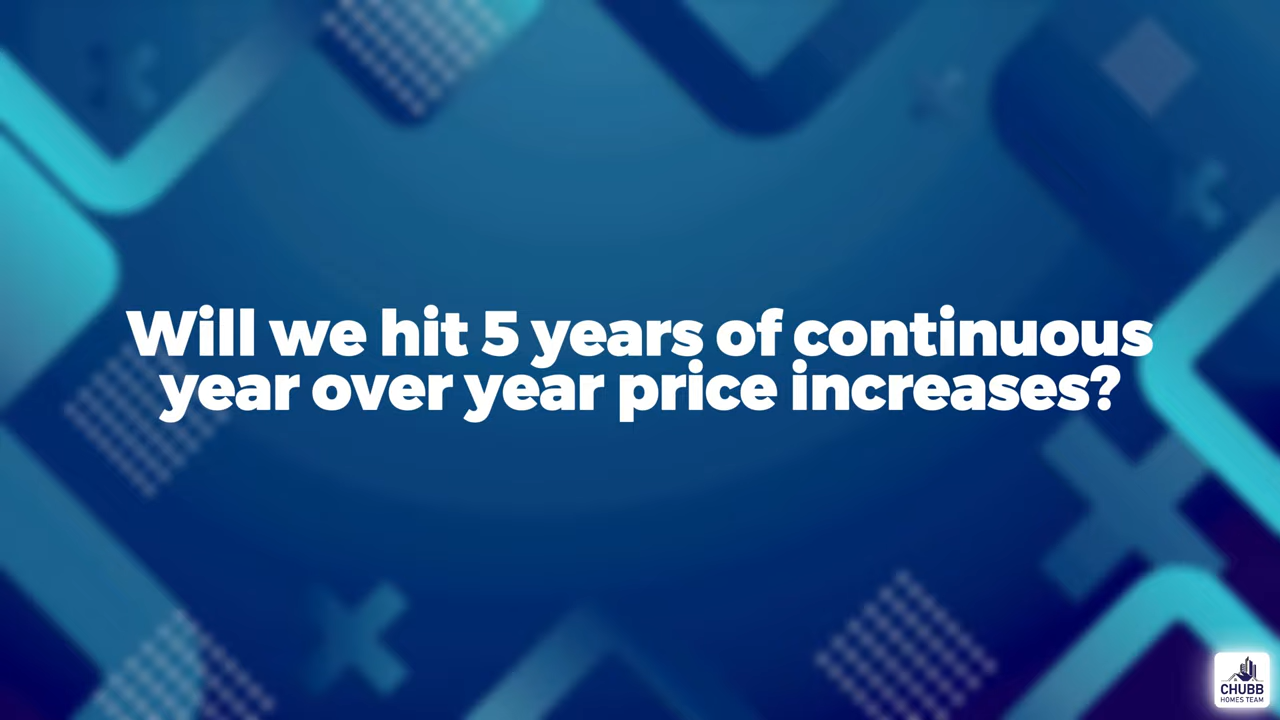 Will we hit 5 years of continuous
year over year price increases?
CHUBB
HOMES TEAM